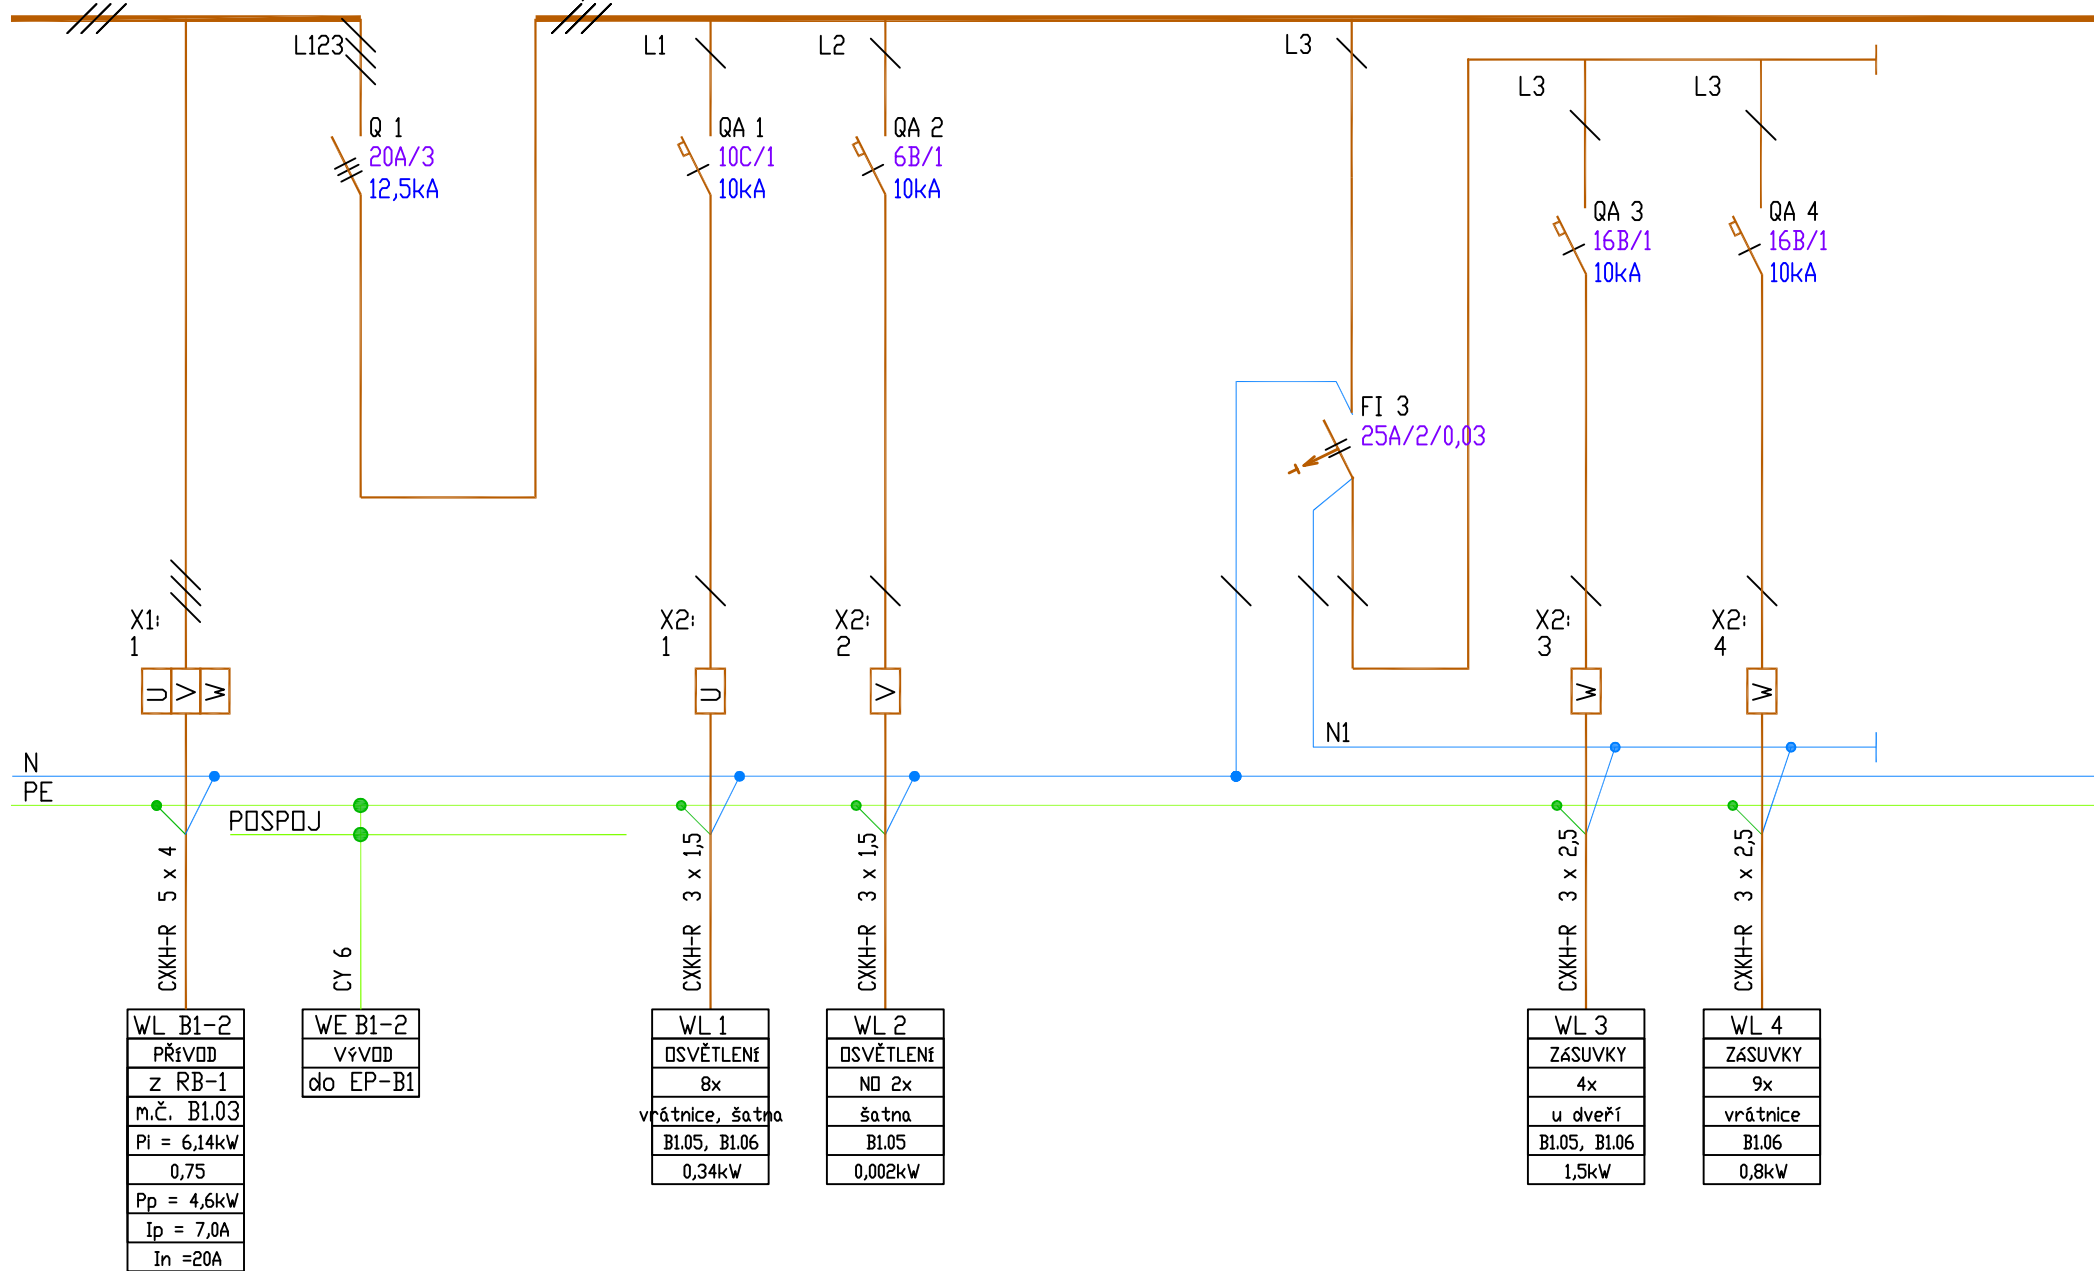 L123
L1
L2
L3
L3
L3
Q 1
20A/3
12,5kA
QA 1
10C/1
10kA
QA 2
6B/1
10kA
QA 3
16B/1
10kA
QA 4
16B/1
10kA
FI 3
25A/2/0,03
X1:
1
X2:
1
X2:
2
X2:
3
X2:
4
U V W
U
V
W
W
N1
N
PE
POSPOJ
CXKH-R 5 x 4
CY 6
CXKH-R 3 x 1,5
CXKH-R 3 x 1,5
CXKH-R 3 x 2,5
CXKH-R 3 x 2,5
WL B1-2
PŘÍVOD
z RB-1
m.č. B1.03
Pi = 6,14kW
0,75
Pp = 4,6kW
Ip = 7,0A
In =20A
WE B1-2
VÝVOD
do EP-B1
WL 1
OSVĚTLENÍ
8x
vrátnice, šatna
B1.05, B1.06
0,34kW
WL 2
OSVĚTLENÍ
NO 2x
šatna
B1.05
0,002kW
WL 3
ZÁSUVKY
4x
u dveří
B1.05, B1.06
1,5kW
WL 4
ZÁSUVKY
9x
vrátnice
B1.06
0,8kW